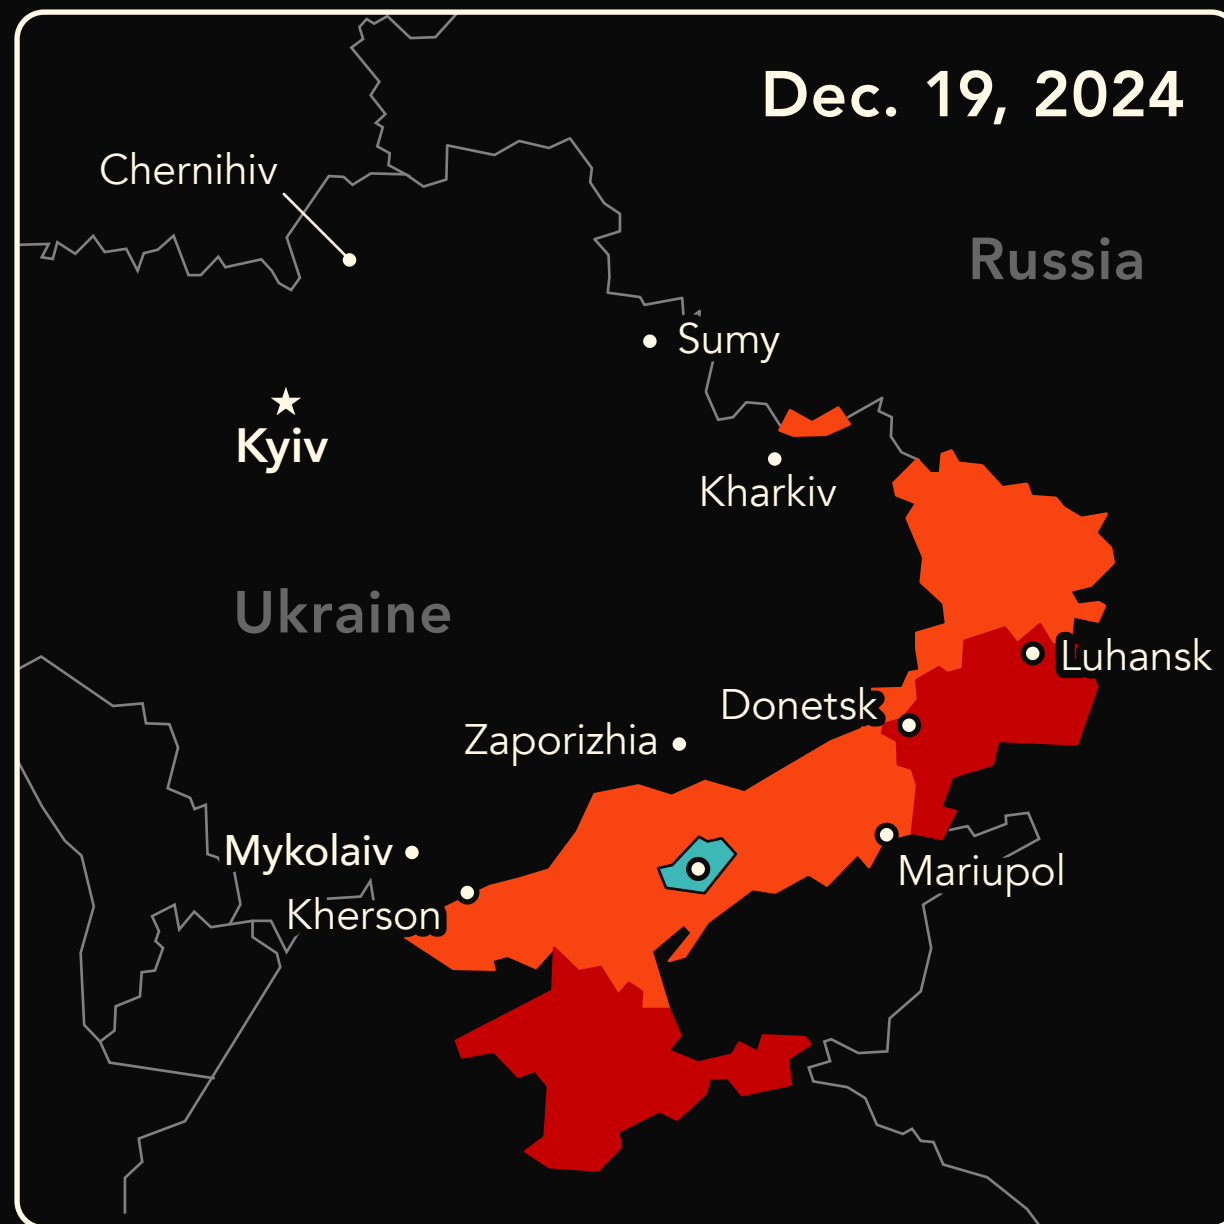 Dec. 19, 2024
Chernihiv
Russia
Sumy
Kyiv
Kharkiv
Ukraine
Luhansk
Donetsk
Zaporizhia
Mykolaiv
Mariupol
Kherson